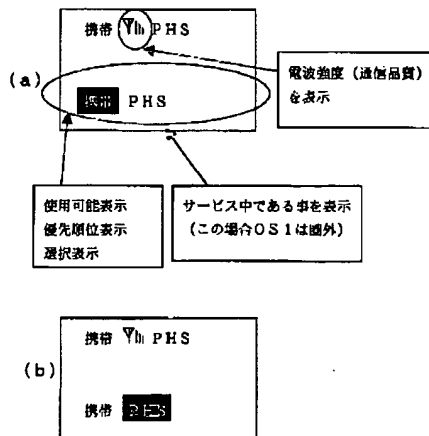 携帯 PHS
(a)
電波強度(通信品質)
を表示
携帯 PHS
使用可能表示
優先順位表示
選択表示
サービス中である事を表示
(この場合OS1は圏外)
携帯 PHS
(b)
携帯 PHS